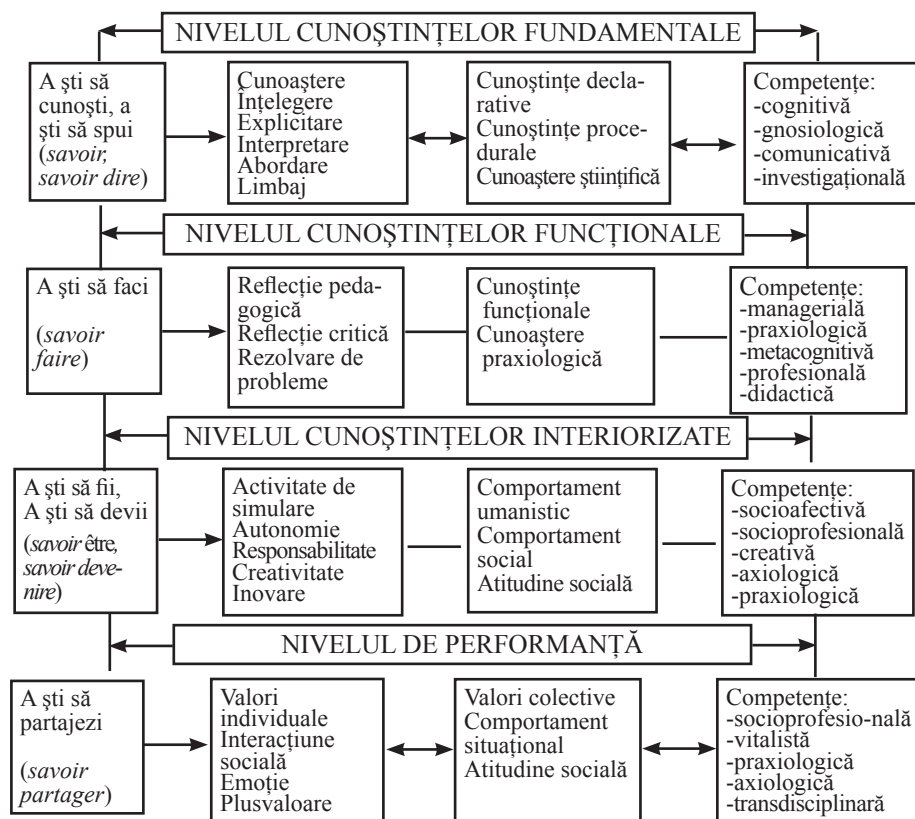 NIVELUL CUNOŞTINŢELOR FUNDAMENTALE
A şti să
cunoşti, a
şti să spui
(savoir,
savoir dire)
Cunoaştere
Înţelegere
Explicitare
Interpretare
Abordare
Limbaj
Cunoştinţe decla-
rative
Cunoştinţe proce-
durale
Cunoaştere ştiinţifică
Competenţe:
-cognitivă
-gnosiologică
-comunicativă
-investigaţională
NIVELUL CUNOŞTINŢELOR FUNCŢIONALE
A şti să faci
(savoir
faire)
Reflecţie peda-
gogică
Reflecţie critică
Rezolvare de
probleme
Cunoştinţe
funcţionale
Cunoaştere
praxiologică
Competenţe:
-managerială
-praxiologică
-metacognitivă
-profesională
-didactică
NIVELUL CUNOŞTINŢELOR INTERIORIZATE
A şti să fii,
A şti să devii
(savoir être,
savoir deve-
nire)
Activitate de
simulare
Autonomie
Responsabilitate
Creativitate
Inovare
Comportament
umanistic
Comportament
social
Atitudine socială
Competenţe:
-socioafectivă
-socioprofesională
-creativă
-axiologică
-praxiologică
NIVELUL DE PERFORMANŢĂ
A şti să
partajezi
(savoir
partager)
Valori
individuale
Interacţiune
socială
Emoţie
Plusvaloare
Valori colective
Comportament
situaţional
Atitudine socială
Competenţe:
-socioprofesio-nală
-vitalistă
-praxiologică
-axiologică
-transdisciplinară